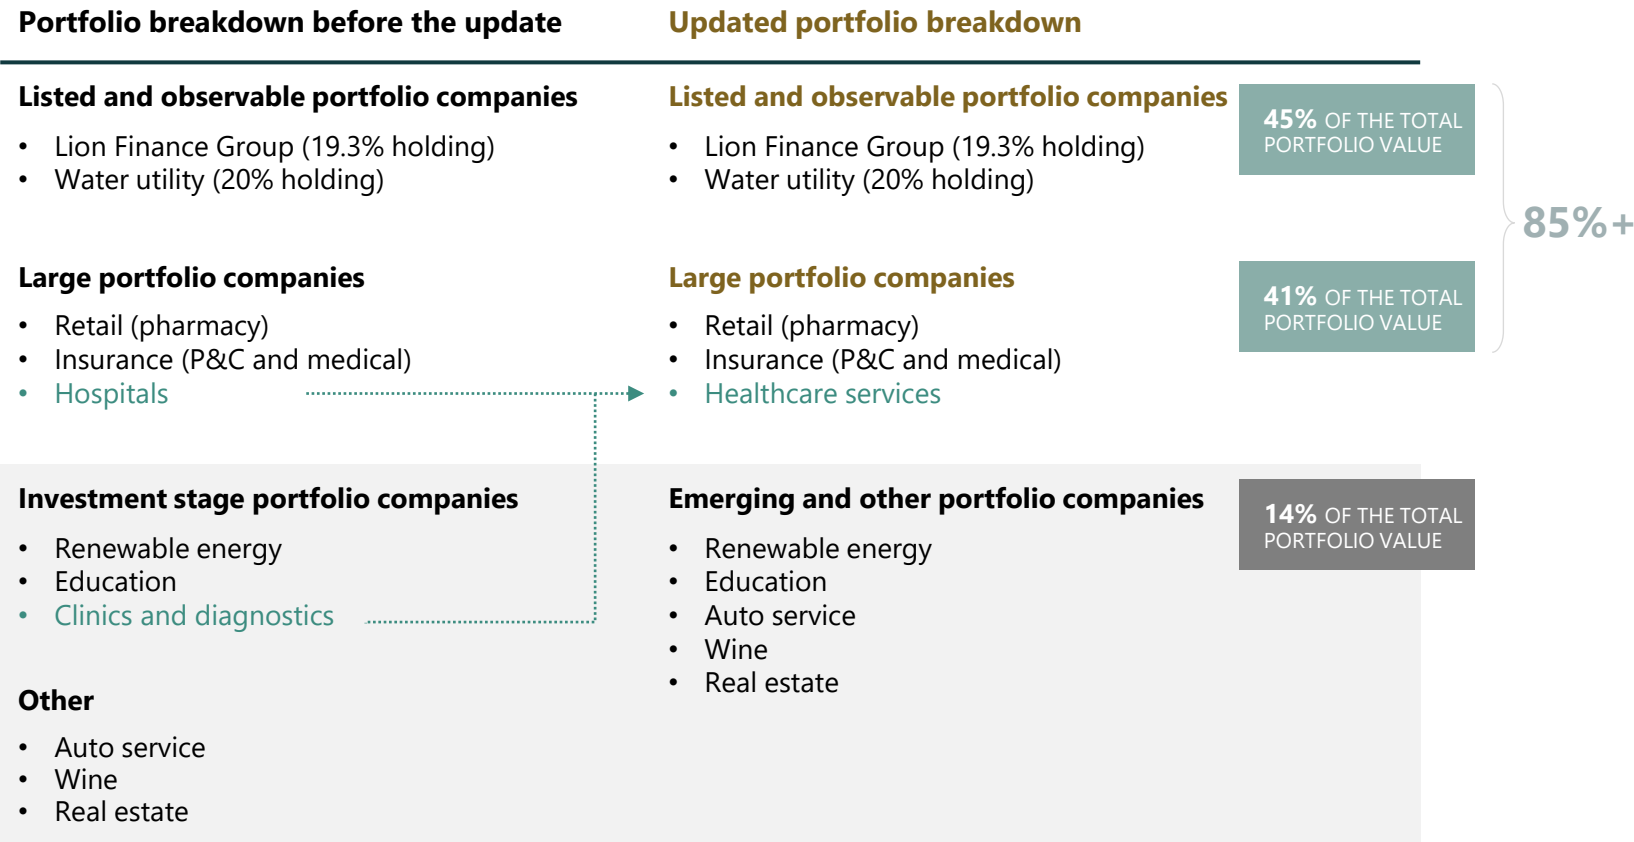 Portfolio breakdown before the update
Updated portfolio breakdown
Listed and observable portfolio companies
• Lion Finance Group (19.3% holding)
• Water utility (20% holding)
Listed and observable portfolio companies
• Lion Finance Group (19.3% holding)
• Water utility (20% holding)
45% OF THE TOTAL
PORTFOLIO VALUE
85%+
Large portfolio companies
• Retail (pharmacy)
• Insurance (P&C and medical)
• Hospitals
Large portfolio companies
• Retail (pharmacy)
• Insurance (P&C and medical)
• Healthcare services
41% OF THE TOTAL
PORTFOLIO VALUE
Investment stage portfolio companies
• Renewable energy
• Education
• Clinics and diagnostics
Other
• Auto service
• Wine
• Real estate
Emerging and other portfolio companies
• Renewable energy
• Education
• Auto service
• Wine
• Real estate
14% OF THE TOTAL
PORTFOLIO VALUE